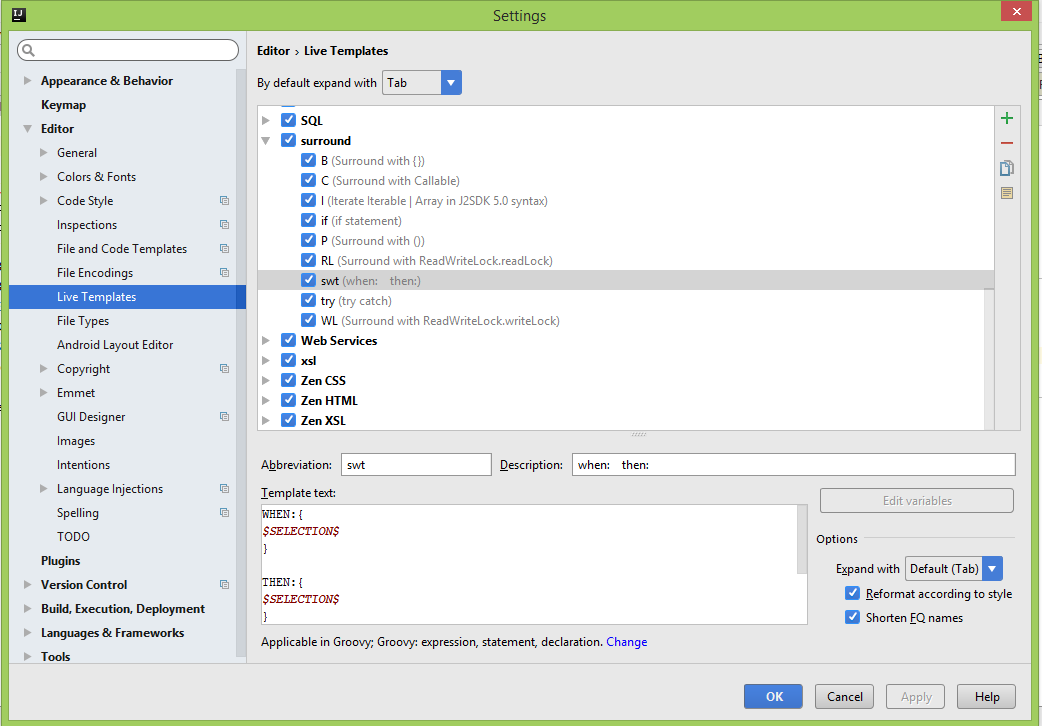 IJ
Settings
Editor › Live Templates
Appearance & Behavior
Keymap
Editor
General
Colors & Fonts
Code Style
Inspections
File and Code Templates
File Encodings
Live Templates
File Types
Android Layout Editor
Copyright
Emmet
GUI Designer
Images
Intentions
Language Injections
Spelling
TODO
Plugins
Version Control
Build, Execution, Deployment
Languages & Frameworks
Tools
By default expand with Tab
SQL
surround
B (Surround with {})
C (Surround with Callable)
I (Iterate Iterable | Array in J2SDK 5.0 syntax)
if (if statement)
P (Surround with ())
RL (Surround with ReadWriteLock.readLock)
swt (when:    then:)
try (try catch)
WL (Surround with ReadWriteLock.writeLock)
Web Services
xsl
Zen CSS
Zen HTML
Zen XSL
Abbreviation: swt Description: when:    then:
Template text:
WHEN:{
$SELECTION$
}
THEN:{
$SELECTION$
}
Edit variables
Options
Expand with Default (Tab)
Reformat according to style
Shorten FQ names
Applicable in Groovy; Groovy: expression, statement, declaration. Change
OK Cancel Apply Help